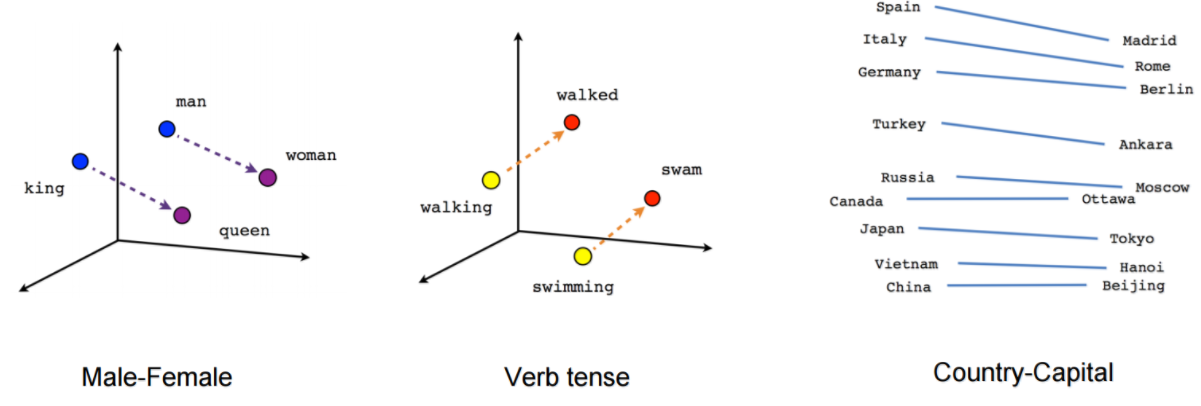 man
woman
king
queen
Male-Female
walked
swam
walking
swimming
Verb tense
Spain
Madrid
Italy
Rome
Germany
Berlin
Turkey
Ankara
Russia
Moscow
Canada
Ottawa
Japan
Tokyo
Vietnam
Hanoi
China
Beijing
Country-Capital